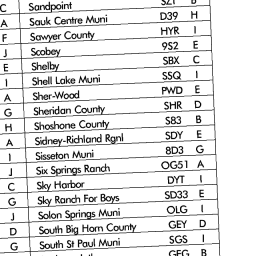 C Sandpoint SZT B
A Sauk Centre Muni D39 H
F Sawyer County HYR I
J Scobey 9S2 E
E Shelby SBX C
I Shell Lake Muni SSQ I
A Sher-Wood PWD E
G Sheridan County SHR D
H Shoshone County S83 B
A Sidney-Richland Rgnl SDY E
I Sisseton Muni 8D3 G
J Six Springs Ranch OG51 A
C Sky Harbor DYT I
G Sky Ranch For Boys SD33 E
J Solon Springs Muni OLG I
D South Big Horn County GEY D
G South St Paul Muni SGS I
GEG B